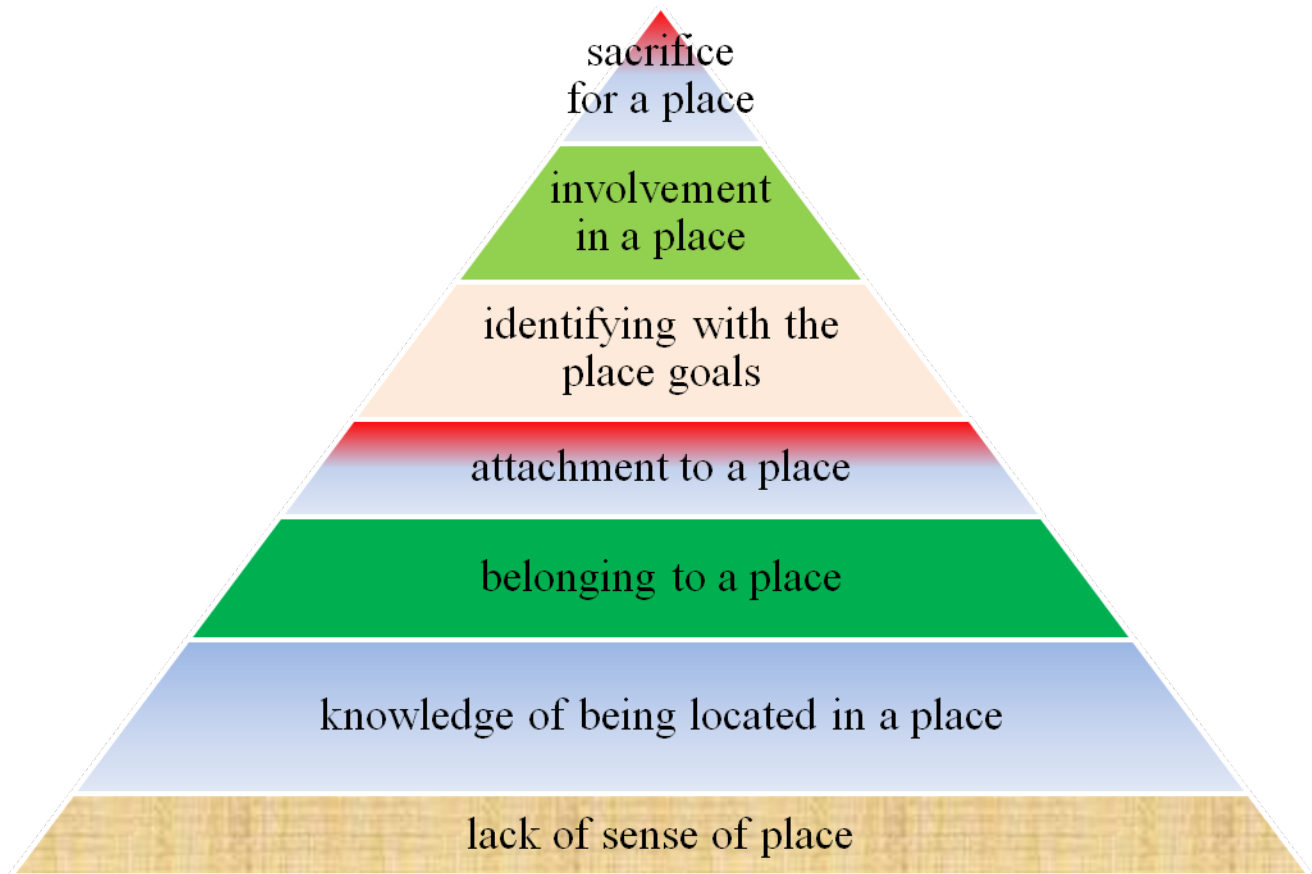 sacrifice
for a place
involvement
in a place
identifying with the
place goals
attachment to a place
belonging to a place
knowledge of being located in a place
lack of sense of place